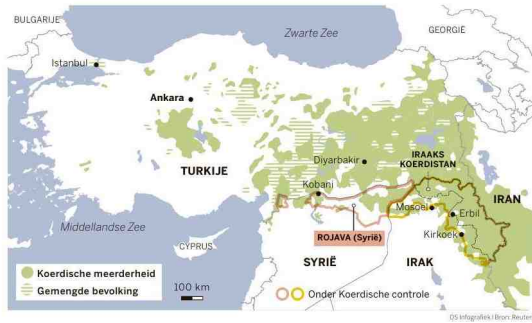 BULGARIJE
Zwarte Zee
GEORGIË
Istanbul
Ankara
Diyarbakir
IRAAKS
KOERDISTAN
TURKIJE
Kobani
IRAN
Mosoel
Erbil
Middellandse Zee
ROJAVA (Syrië)
Kirkoek
CYPRUS
SYRIË
IRAK
Koerdische meerderheid
Gemengde bevolking
100 km
Onder Koerdische controle
DS Infografiek | Bron: Reuters